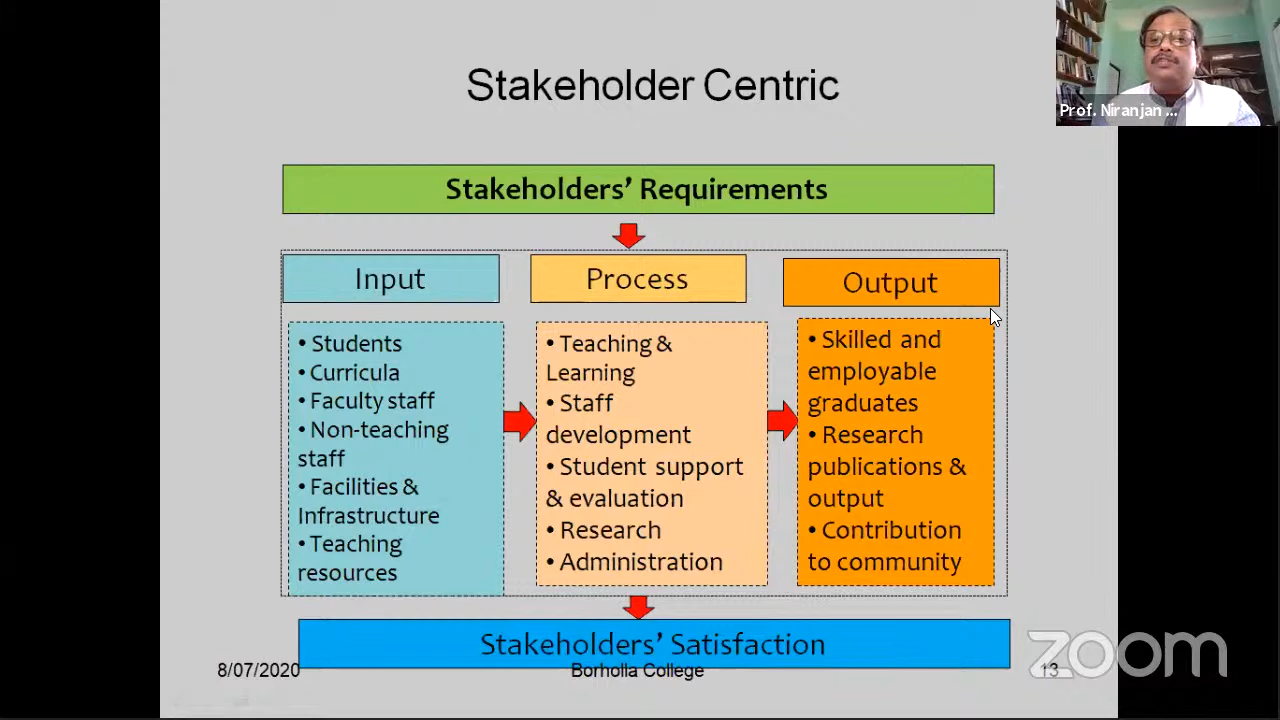 Stakeholder Centric
Prof. Niranjan ...
Stakeholders’ Requirements
Input
Process
Output
• Students
• Curricula
• Faculty staff
• Non-teaching
staff
• Facilities &
Infrastructure
• Teaching
resources
• Teaching &
Learning
• Staff
development
• Student support
& evaluation
• Research
• Administration
• Skilled and
employable
graduates
• Research
publications &
output
• Contribution
to community
Stakeholders’ Satisfaction
8/07/2020
Borholla College
13
zoom